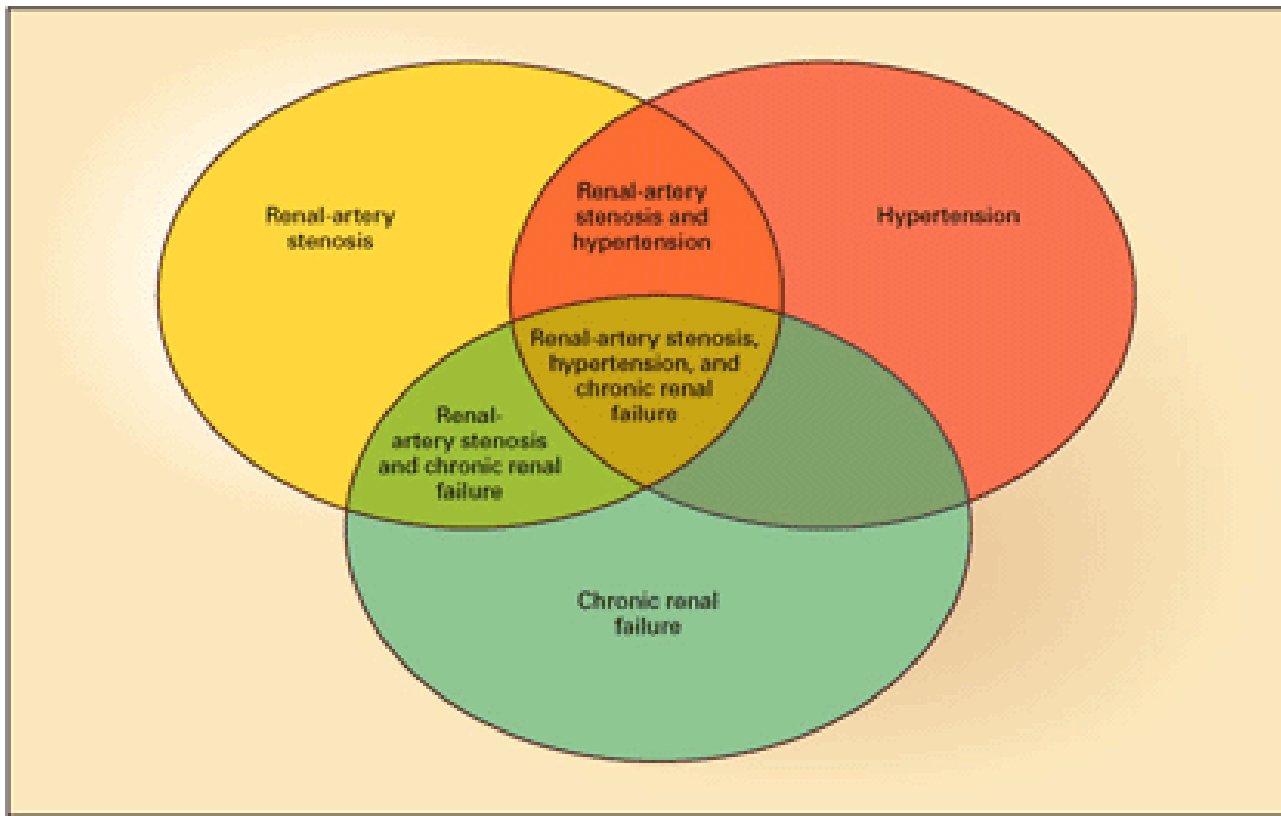 Renal-artery
stenosis
Renal-artery
stenosis and
hypertension
Hypertension
Renal-artery stenosis,
hypertension, and
chronic renal
failure
Renal-
artery stenosis
and chronic renal
failure
Chronic renal
failure